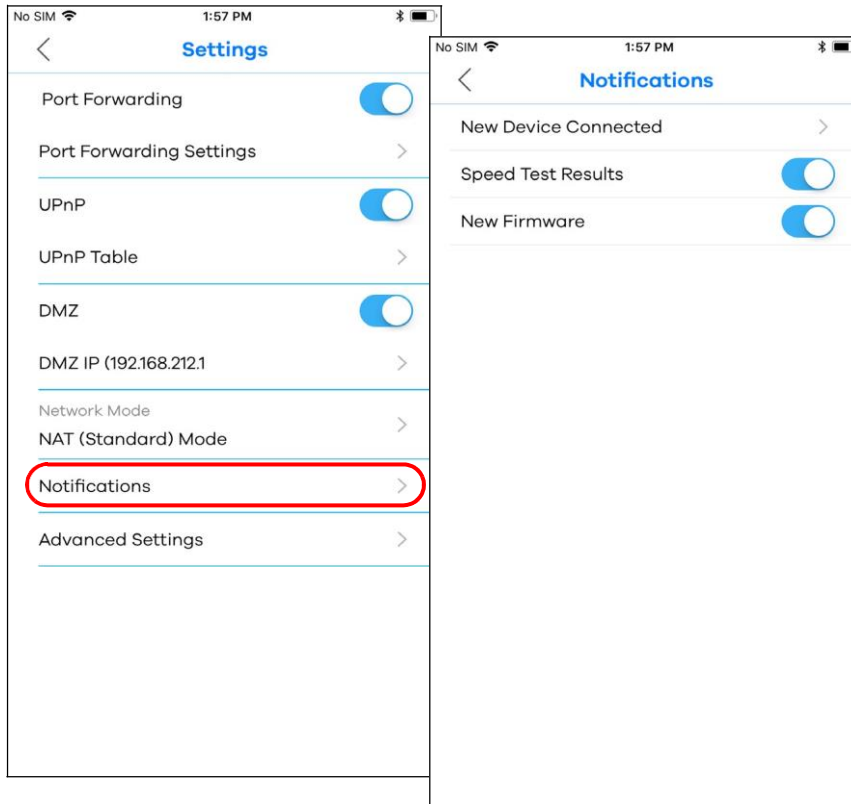 No SIM 1:57 PM
Settings
Port Forwarding
Port Forwarding Settings
UPnP
UPnP Table
DMZ
DMZ IP (192.168.212.1
Network Mode
NAT (Standard) Mode
Notifications
Advanced Settings
No SIM 1:57 PM
Notifications
New Device Connected
Speed Test Results
New Firmware